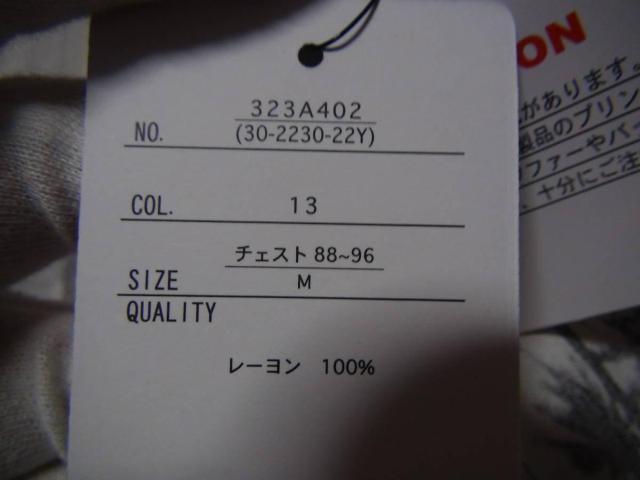 323A402
NO. (30-2230-22Y)
COL. 13
チェスト 88~96
SIZE M
QUALITY
レーヨン 100%
ON
があります。
製品のプリン
ファーやバー
、十分にご注